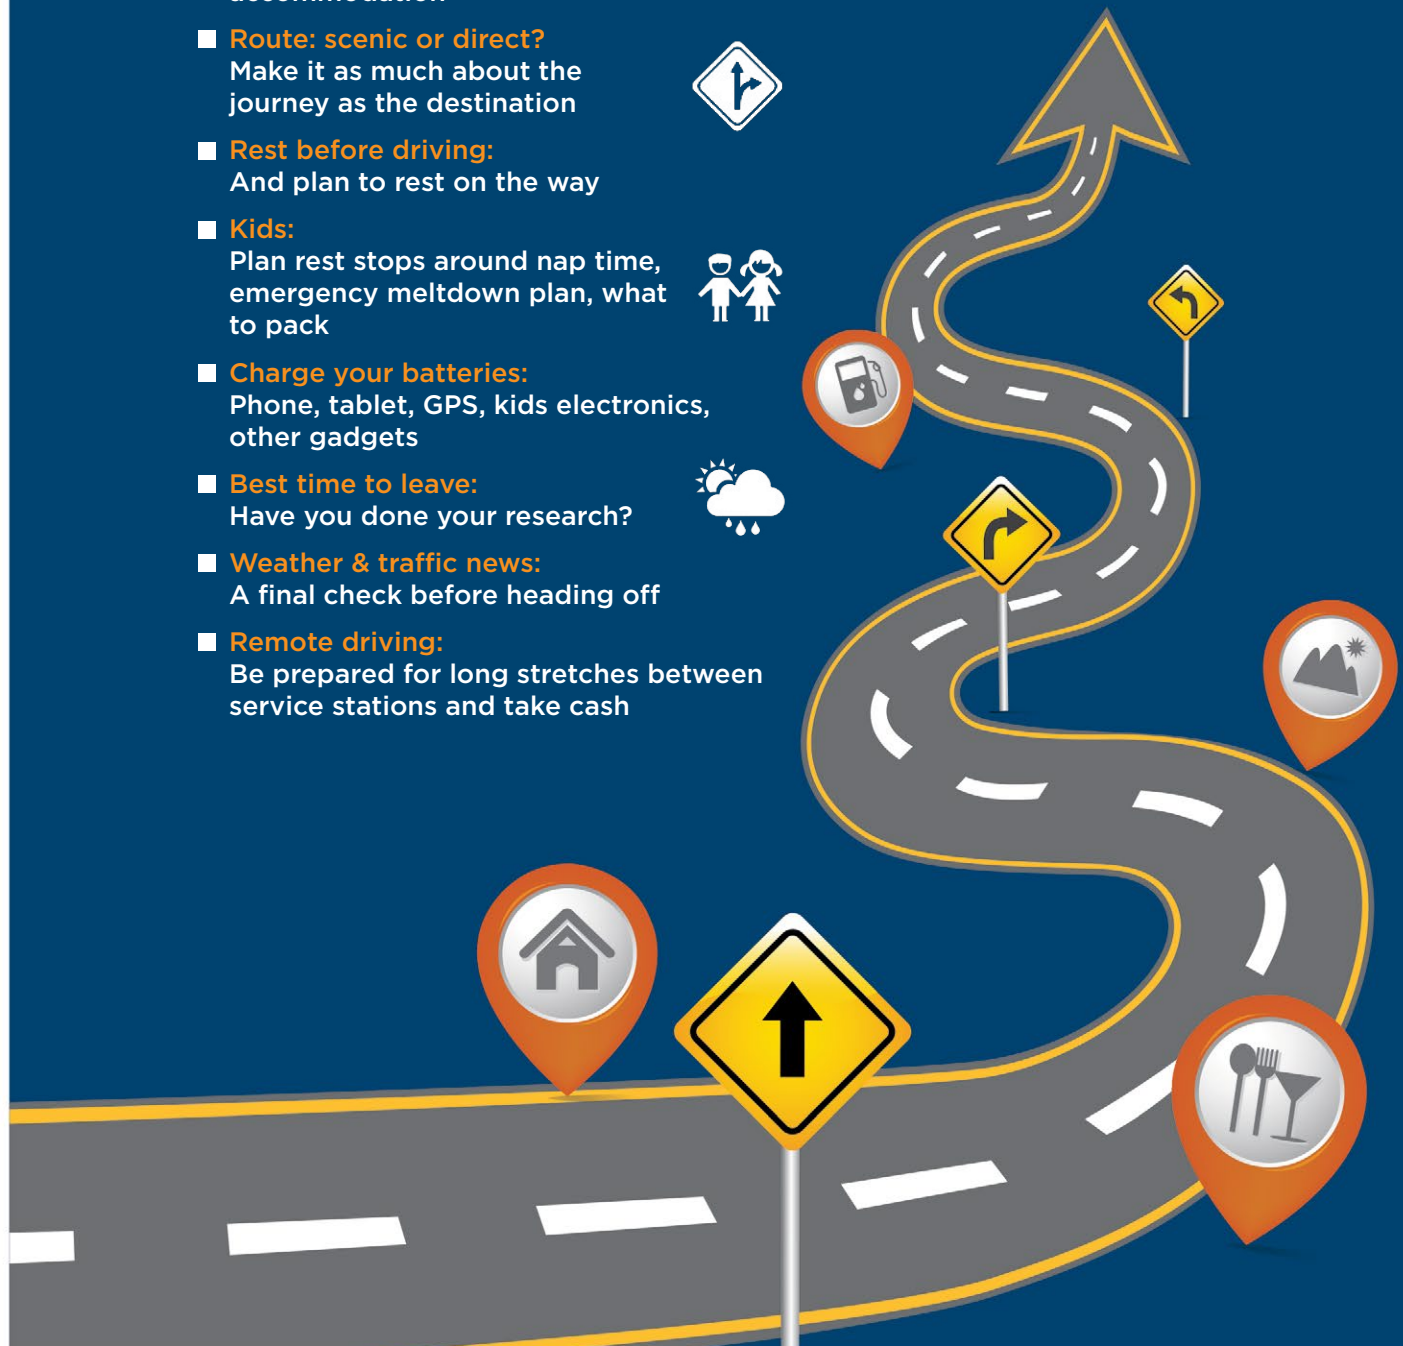 accommodation
Route: scenic or direct?
Make it as much about the
journey as the destination
Rest before driving:
And plan to rest on the way
Kids:
Plan rest stops around nap time,
emergency meltdown plan, what
to pack
Charge your batteries:
Phone, tablet, GPS, kids electronics,
other gadgets
Best time to leave:
Have you done your research?
Weather & traffic news:
A final check before heading off
Remote driving:
Be prepared for long stretches between
service stations and take cash